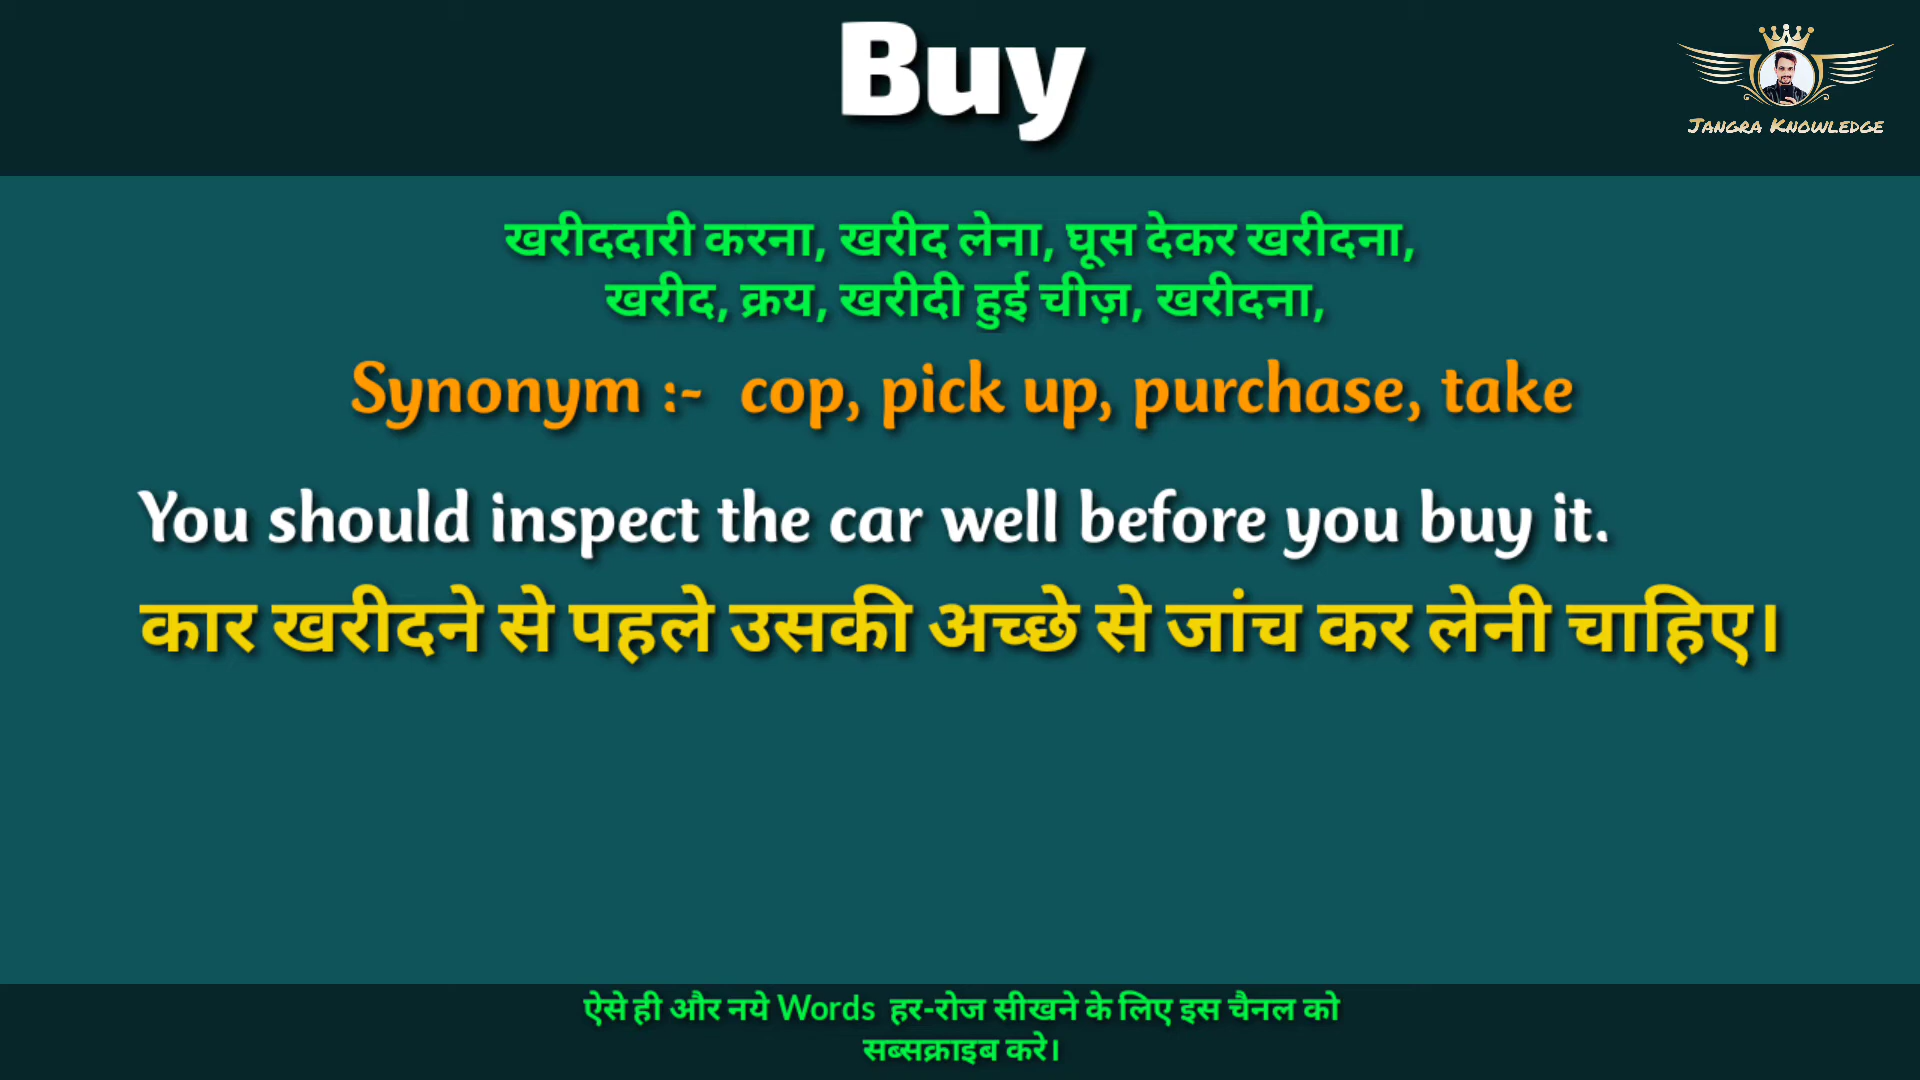 Buy
JANGRA KNOWLEDGE
खरीददारी करना, खरीद लेना, घूस देकर खरीदना,
खरीद, क्रय, खरीदी हुई चीज़, खरीदना,
Synonym :- cop, pick up, purchase, take
You should inspect the car well before you buy it.
कार खरीदने से पहले उसकी अच्छे से जांच कर लेनी चाहिए।
ऐसे ही और नये Words हर-रोज सीखने के लिए इस चैनल को
सब्सक्राइब करे।